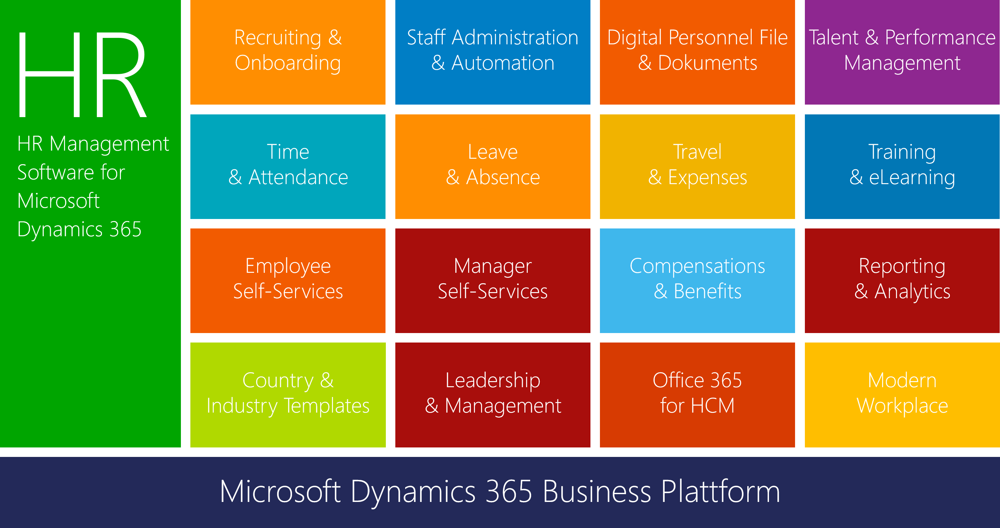 HR
HR Management
Software for
Microsoft
Dynamics 365
Recruiting &
Onboarding
Staff Administration
& Automation
Digital Personnel File
& Dokuments
Talent & Performance
Management
Time
& Attendance
Leave
& Absence
Travel
& Expenses
Training
& eLearning
Employee
Self-Services
Manager
Self-Services
Compensations
& Benefits
Reporting
& Analytics
Country &
Industry Templates
Leadership
& Management
Office 365
for HCM
Modern
Workplace
Microsoft Dynamics 365 Business Plattform